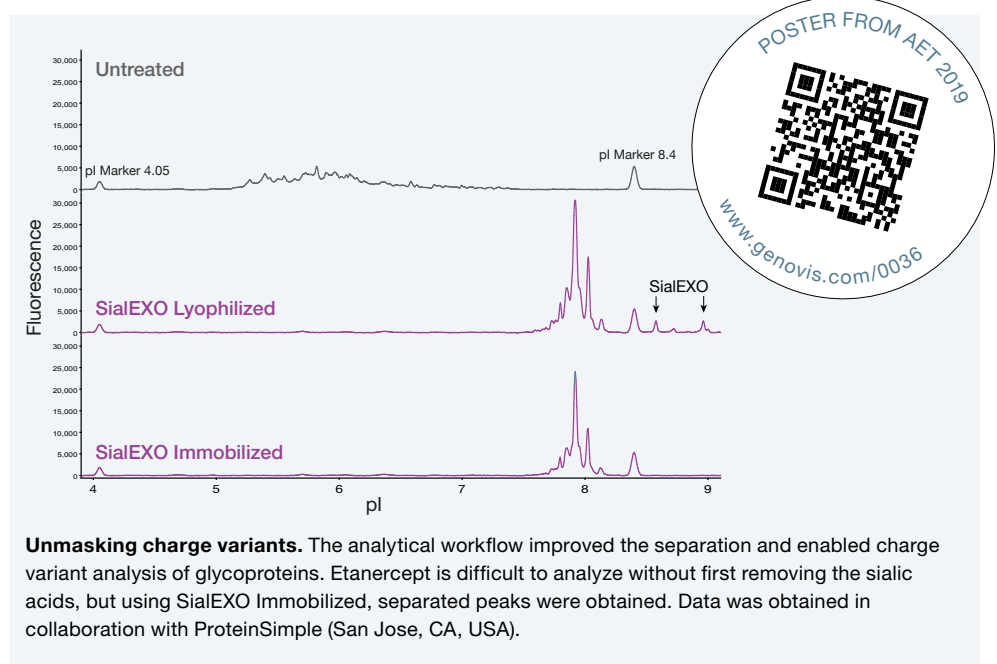 POSTER FROM AET 2019
www.genovis.com/0036
Fluorescence
30,000
25,000
20,000
15,000
10,000
5,000
0
Untreated
pI Marker 4.05
pI Marker 8.4
30,000
25,000
20,000
15,000
10,000
5,000
0
SialEXO Lyophilized
SialEXO
30,000
25,000
20,000
15,000
10,000
5,000
0
SialEXO Immobilized
4 5 6 7 8 9
pI
Unmasking charge variants. The analytical workflow improved the separation and enabled charge
variant analysis of glycoproteins. Etanercept is difficult to analyze without first removing the sialic
acids, but using SialEXO Immobilized, separated peaks were obtained. Data was obtained in
collaboration with ProteinSimple (San Jose, CA, USA).